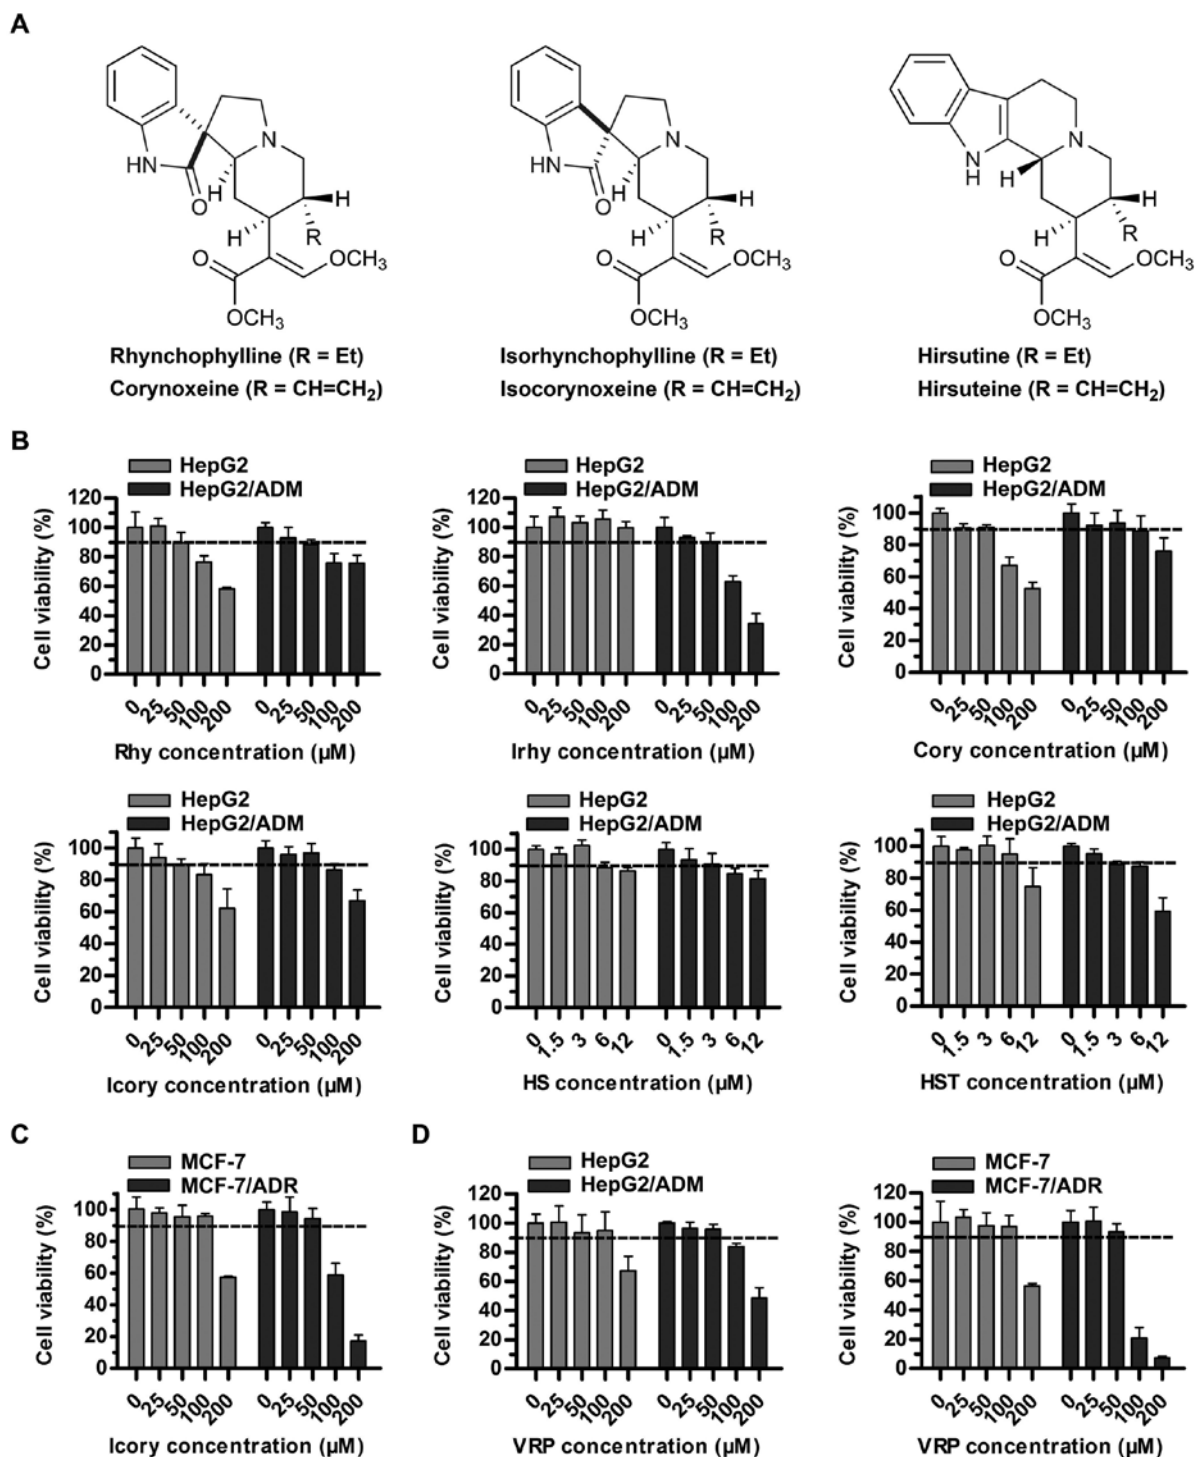 A
HN
N
O
H
H
H
R
O
OCH3
OCH3
Rhynchophylline (R = Et)
Corynoxeine (R = CH=CH2)
HN
N
O
H
H
H
R
O
OCH3
OCH3
Isorhynchophylline (R = Et)
Isocorynoxeine (R = CH=CH2)
N
H
N
H
H
H
R
O
OCH3
OCH3
Hirsutine (R = Et)
Hirsuteine (R = CH=CH2)
B
HepG2
HepG2/ADM
Cell viability (%)
120
100
80
60
40
20
0
0 25 50 100 200 0 25 50 100 200
Rhy concentration (µM)
HepG2
HepG2/ADM
Cell viability (%)
120
100
80
60
40
20
0
0 25 50 100 200 0 25 50 100 200
Irhy concentration (µM)
HepG2
HepG2/ADM
Cell viability (%)
100
80
60
40
20
0
0 25 50 100 200 0 25 50 100 200
Cory concentration (µM)
HepG2
HepG2/ADM
Cell viability (%)
100
80
60
40
20
0
0 25 50 100 200 0 25 50 100 200
Icory concentration (µM)
HepG2
HepG2/ADM
Cell viability (%)
100
80
60
40
20
0
0 1.5 3 6 12 0 1.5 3 6 12
HS concentration (µM)
HepG2
HepG2/ADM
Cell viability (%)
100
80
60
40
20
0
0 1.5 3 6 12 0 1.5 3 6 12
HST concentration (µM)
C
MCF-7
MCF-7/ADR
Cell viability (%)
100
80
60
40
20
0
0 25 50 100 200 0 25 50 100 200
Icory concentration (µM)
D
HepG2
HepG2/ADM
Cell viability (%)
120
100
80
60
40
20
0
0 25 50 100 200 0 25 50 100 200
VRP concentration (µM)
MCF-7
MCF-7/ADR
Cell viability (%)
120
100
80
60
40
20
0
0 25 50 100 200 0 25 50 100 200
VRP concentration (µM)